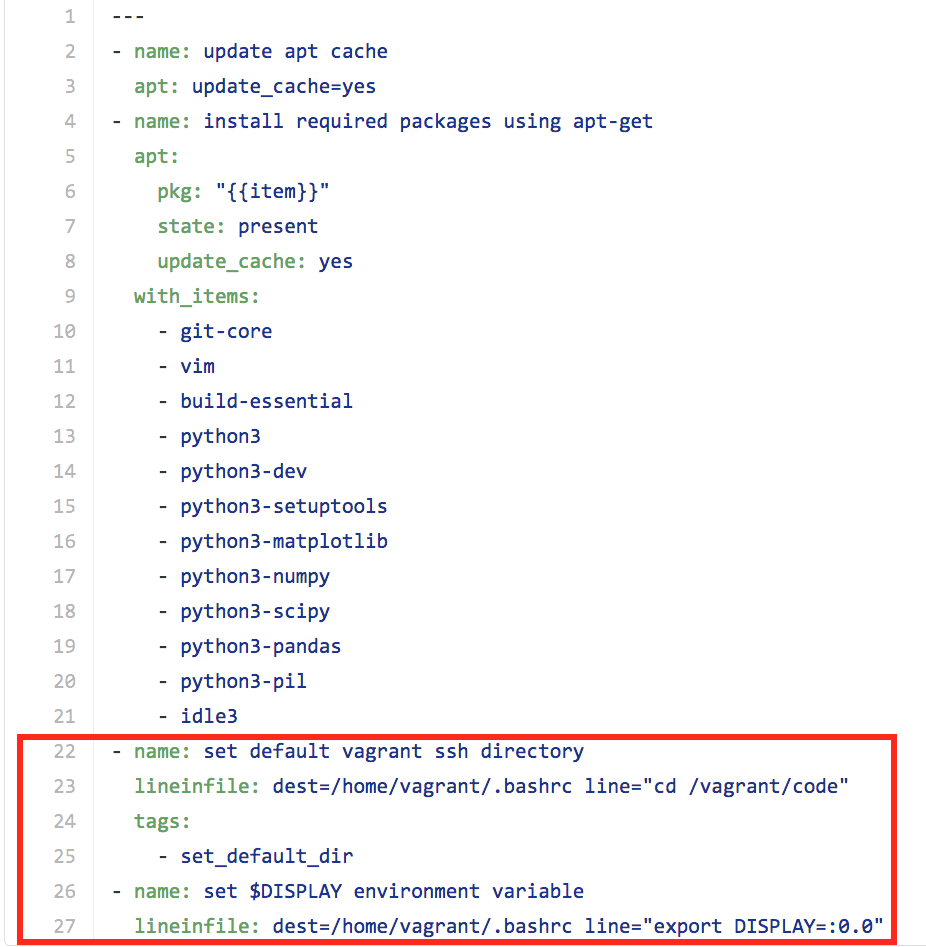 1 ---
2 - name: update apt cache
3   apt: update_cache=yes
4 - name: install required packages using apt-get
5   apt:
6     pkg: "{{item}}"
7     state: present
8     update_cache: yes
9   with_items:
10     - git-core
11     - vim
12     - build-essential
13     - python3
14     - python3-dev
15     - python3-setuptools
16     - python3-matplotlib
17     - python3-numpy
18     - python3-scipy
19     - python3-pandas
20     - python3-pil
21     - idle3
22 - name: set default vagrant ssh directory
23   lineinfile: dest=/home/vagrant/.bashrc line="cd /vagrant/code"
24   tags:
25     - set_default_dir
26 - name: set $DISPLAY environment variable
27   lineinfile: dest=/home/vagrant/.bashrc line="export DISPLAY=:0.0"